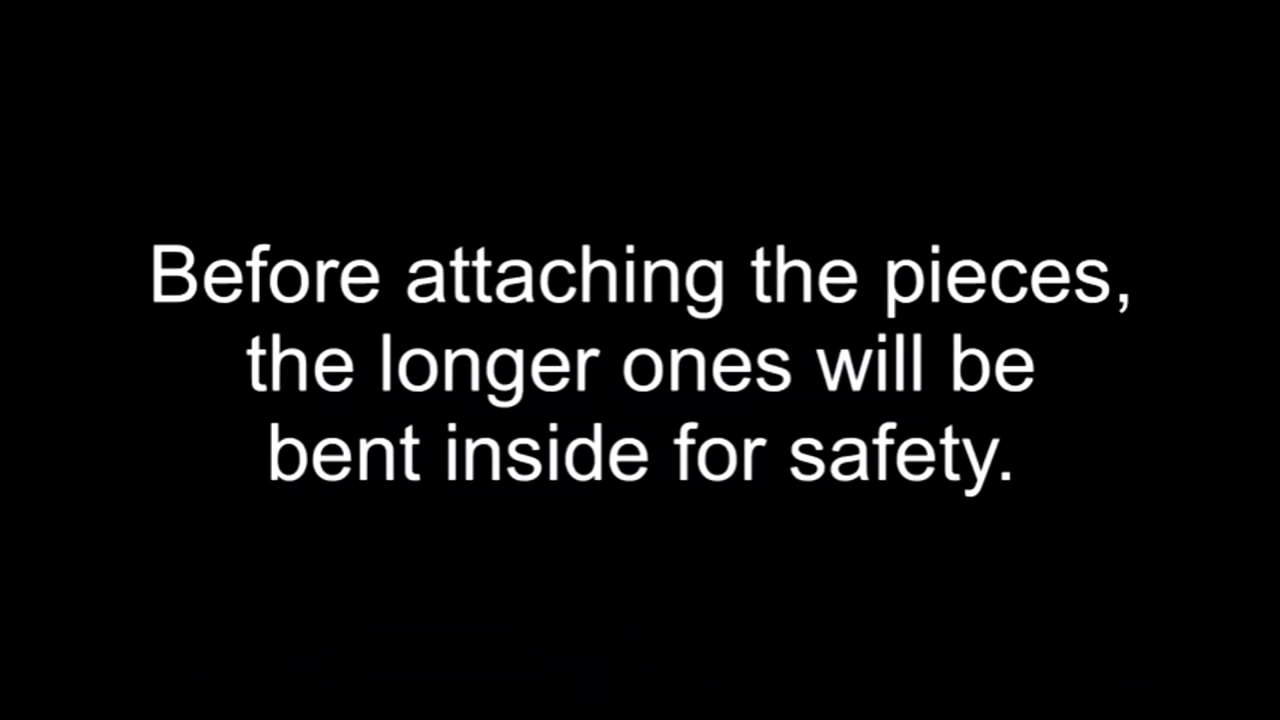 Before attaching the pieces,
the longer ones will be
bent inside for safety.